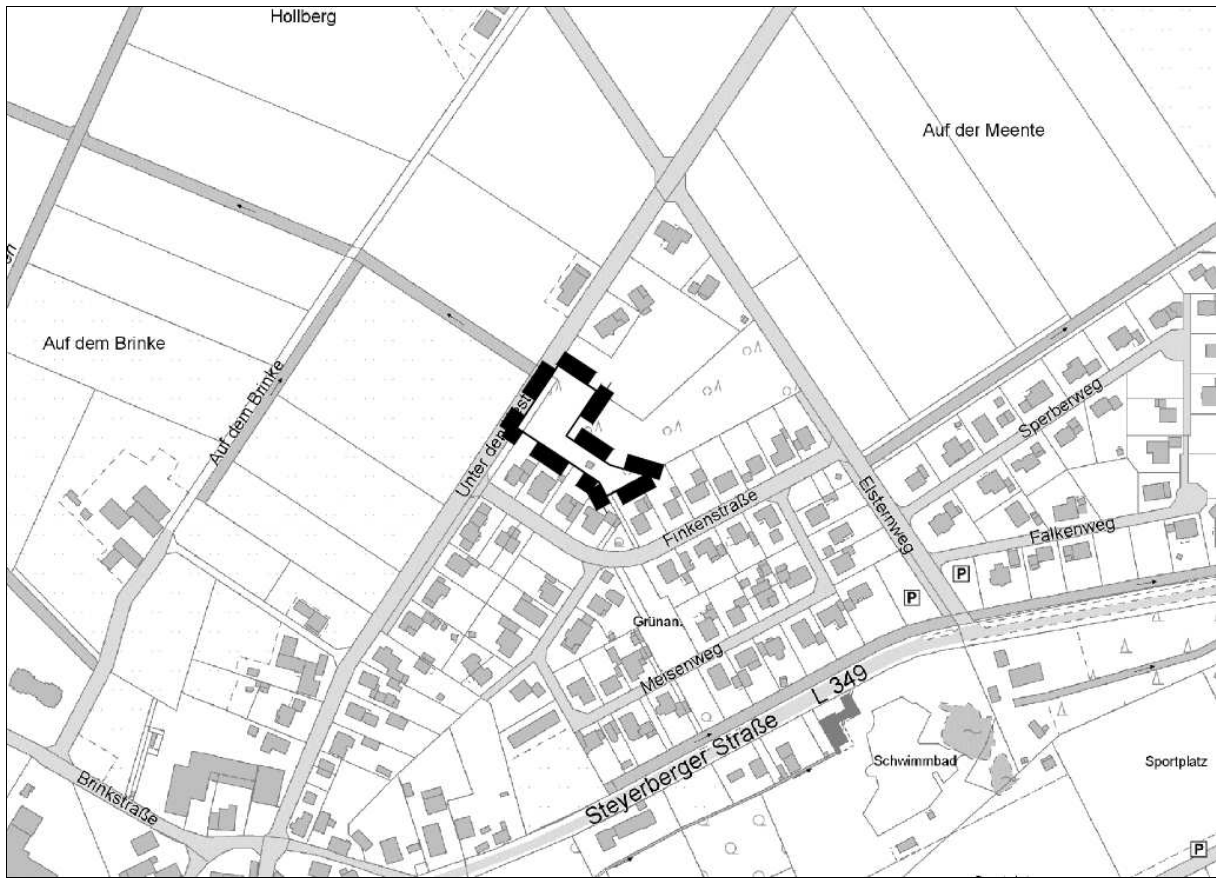 Hollberg
Auf der Meente
Auf dem Brinke
Auf dem Brinke
Sperberweg
Finkenstraße
Elsternweg
Falkenweg
P
P
Grünan.
Meisenweg
L 349
Steyerberger Straße
Schwimmbad
Sportplatz
Brinkstraße
P